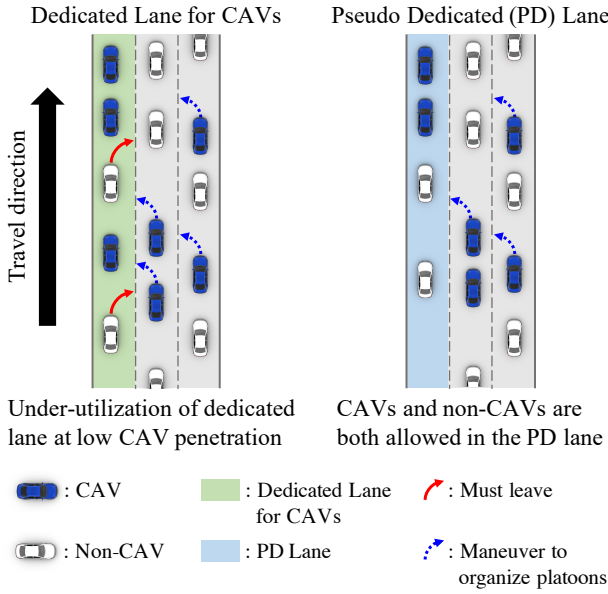 Dedicated Lane for CAVs
Pseudo Dedicated (PD) Lane
Travel direction
Under-utilization of dedicated
lane at low CAV penetration
CAVs and non-CAVs are
both allowed in the PD lane
: CAV
: Dedicated Lane
for CAVs
: Must leave
: Non-CAV
: PD Lane
: Maneuver to
organize platoons